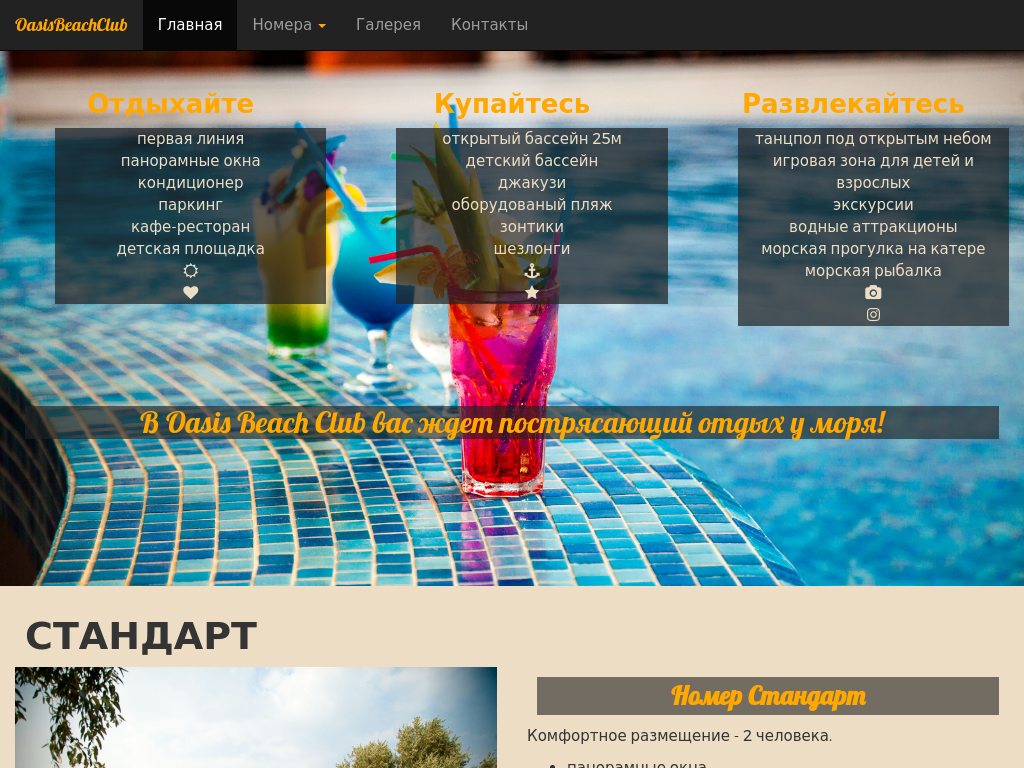 OasisBeachClub Главная Номера Галерея Контакты
Отдыхайте
первая линия
панорамные окна
кондиционер
паркинг
кафе-ресторан
детская площадка
Купайтесь
открытый бассейн 25м
детский бассейн
джакузи
оборудованый пляж
зонтики
шезлонги
Развлекайтесь
танцпол под открытым небом
игровая зона для детей и
взрослых
экскурсии
водные аттракционы
морская прогулка на катере
морская рыбалка
В Oasis Beach Club вас ждет пострясающий отдых у моря!
СТАНДАРТ
Номер Стандарт
Комфортное размещение - 2 человека.
панорамные окна